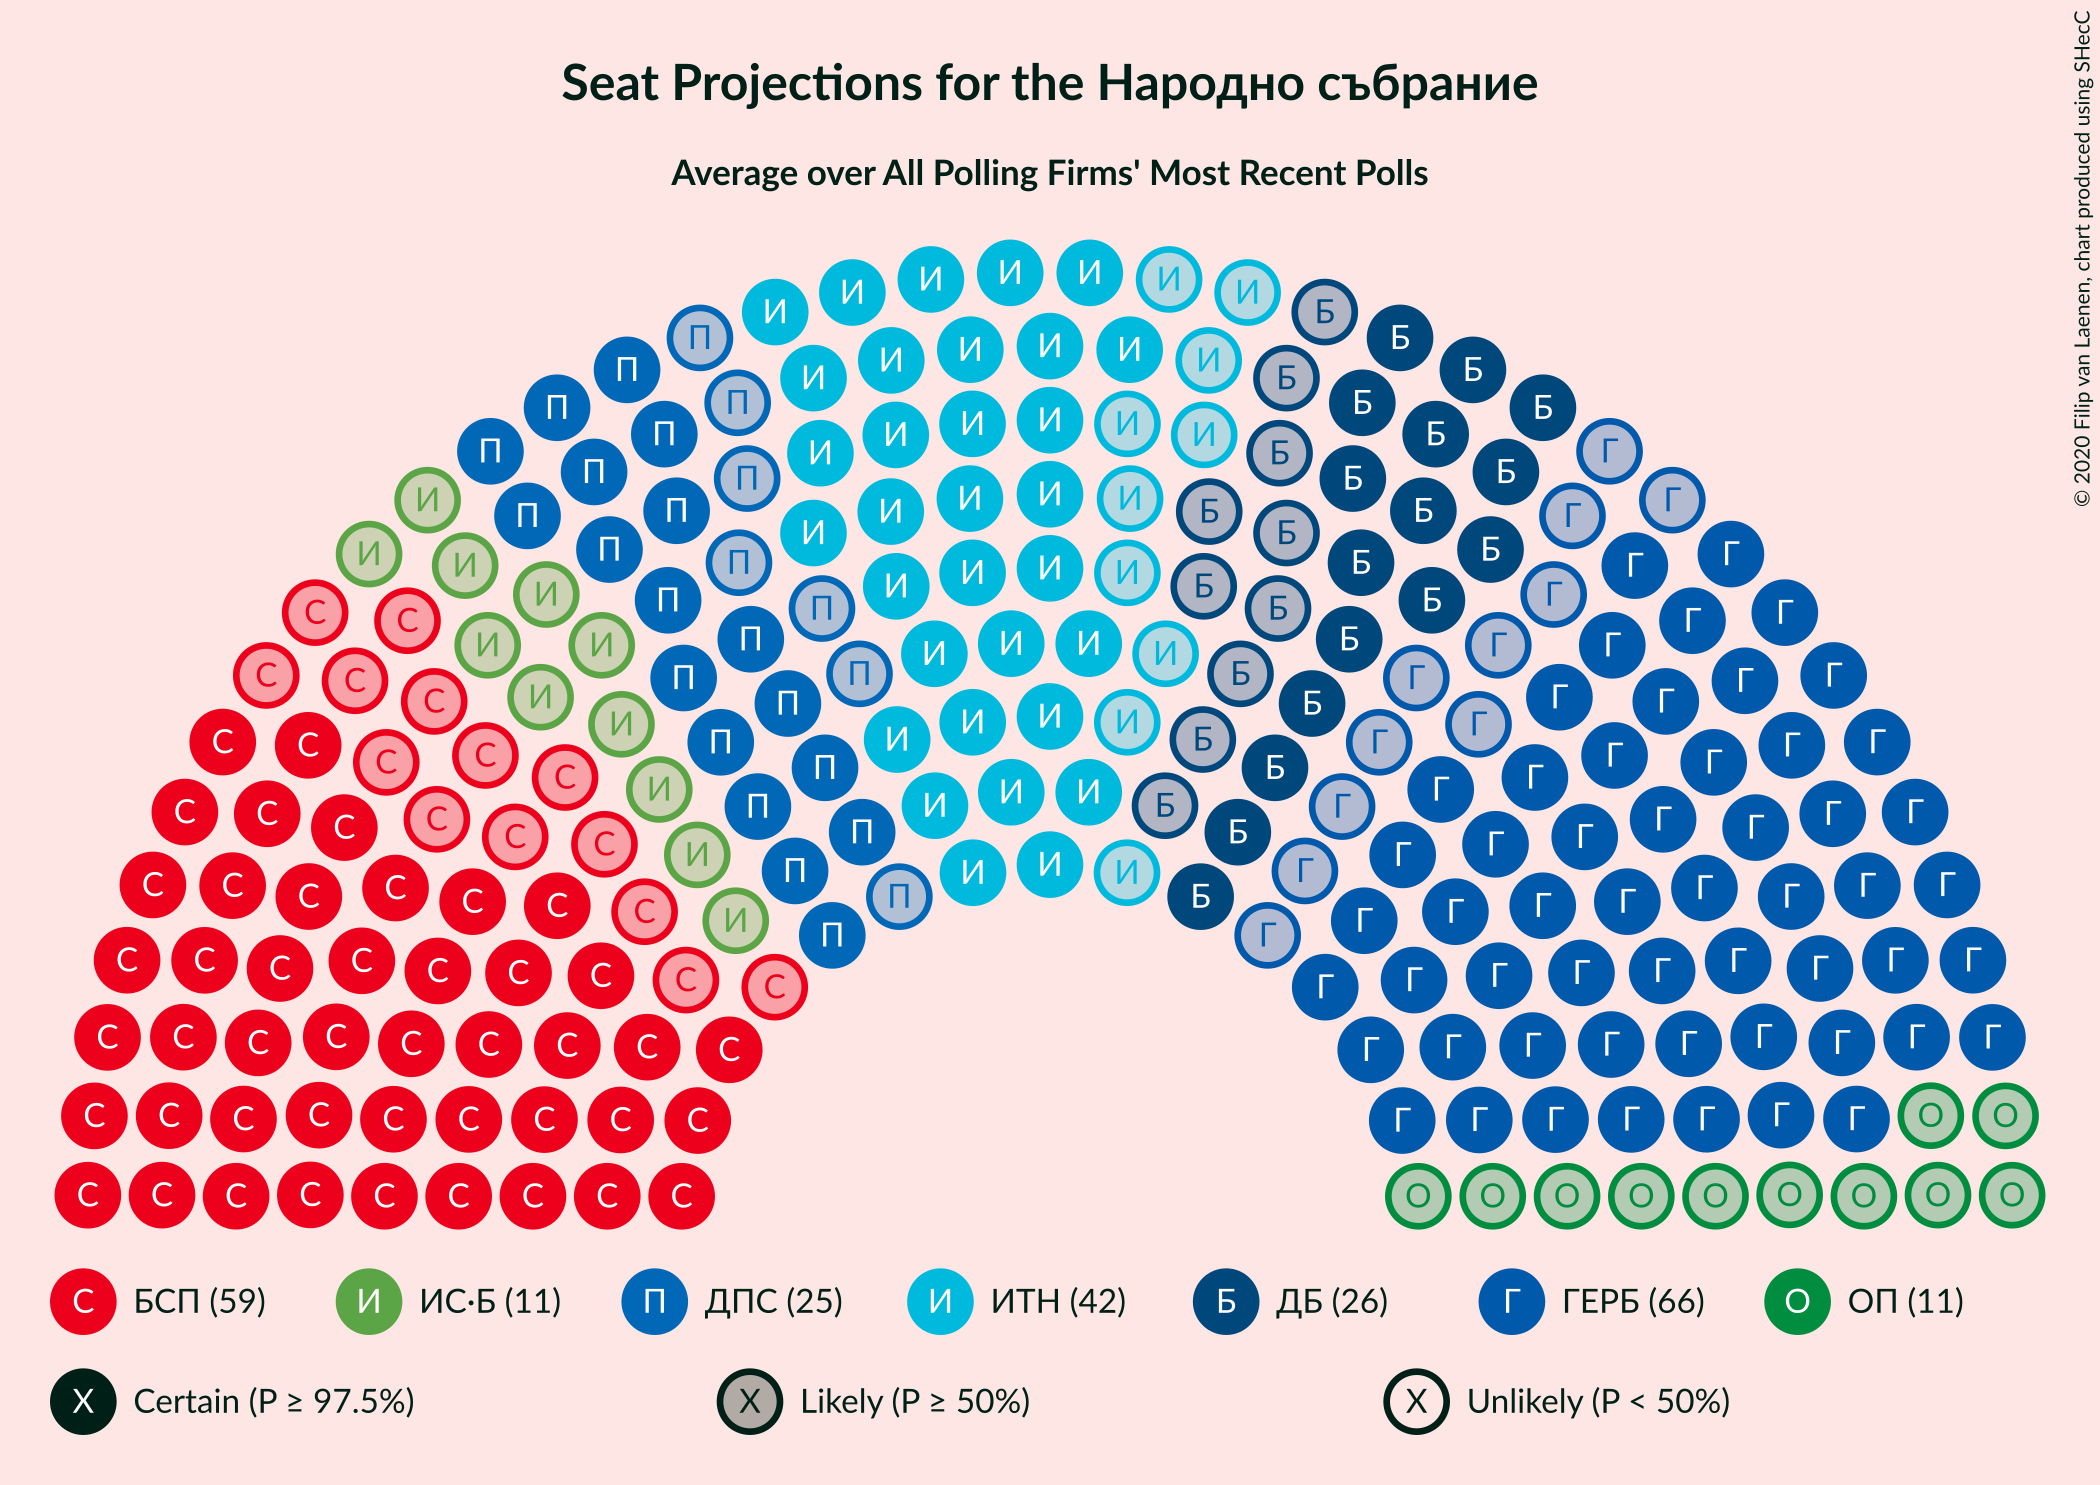 Seat Projections for the Народно събрание
Average over All Polling Firms' Most Recent Polls
© 2020 Filip van Laenen, chart produced using SHecC
И И И И И И И Б
П И И И И И И Б Б
С БСП (59) И ИС·Б (11) П ДПС (25) И ИТН (42) Б ДБ (26) Г ГЕРБ (66) О ОП (11)
X Certain (P ≥ 97.5%) X Likely (P ≥ 50%) X Unlikely (P < 50%)